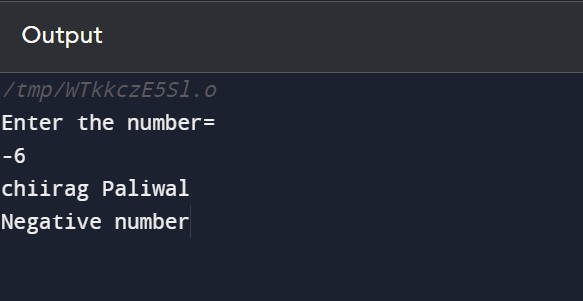 Output
/tmp/WTkkczE5Sl.o
Enter the number=
-6
chiirag Paliwal
Negative number